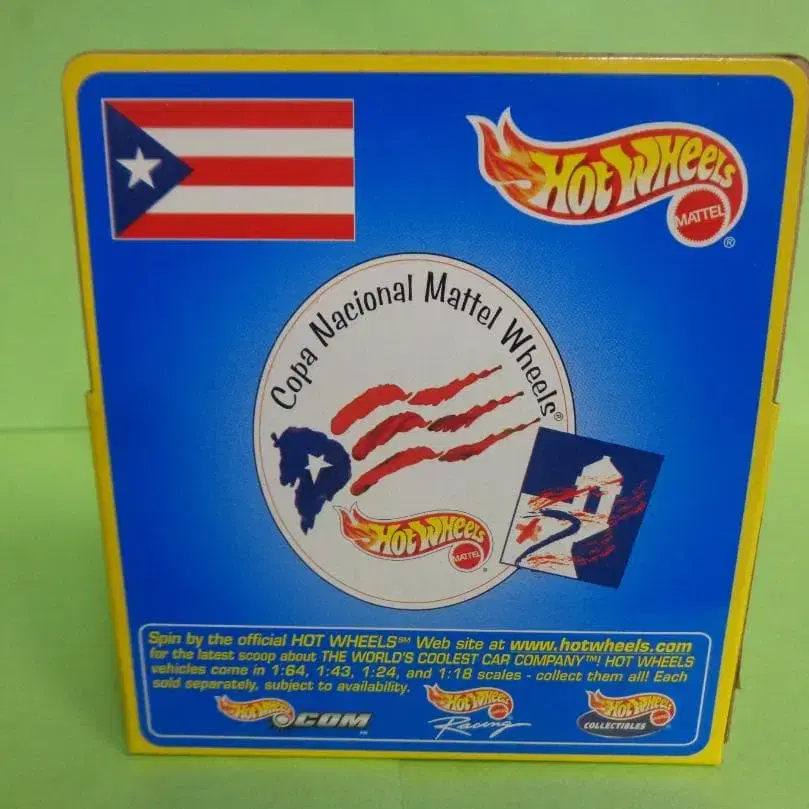 HOT WHEELS
MATTEL
®
Copa Nacional Mattel Wheels®
HOT WHEELS
MATTEL
®
Spin by the official HOT WHEELS℠ Web site at www.hotwheels.com
for the latest scoop about THE WORLD'S COOLEST CAR COMPANY™! HOT WHEELS
vehicles come in 1:64, 1:43, 1:24, and 1:18 scales - collect them all! Each
sold separately, subject to availability.
HOT WHEELS .COM
HOT WHEELS Racing
HOT WHEELS COLLECTIBLES